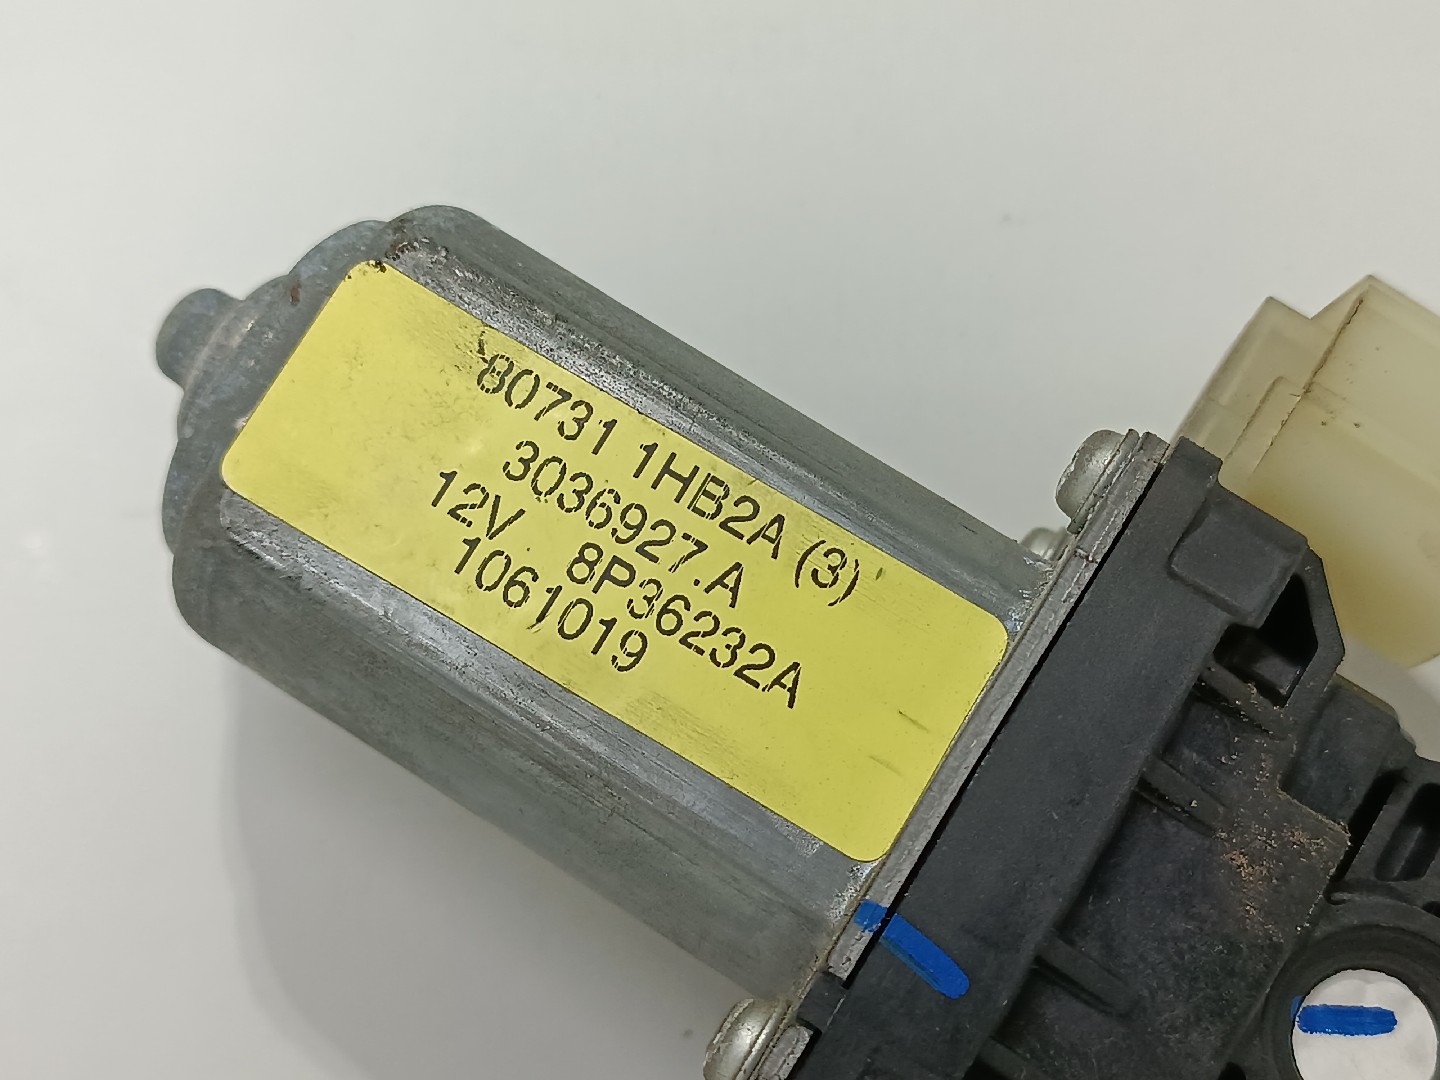 80731 1HB2A (3)
3036927.A
12V 8P36232A
1061019